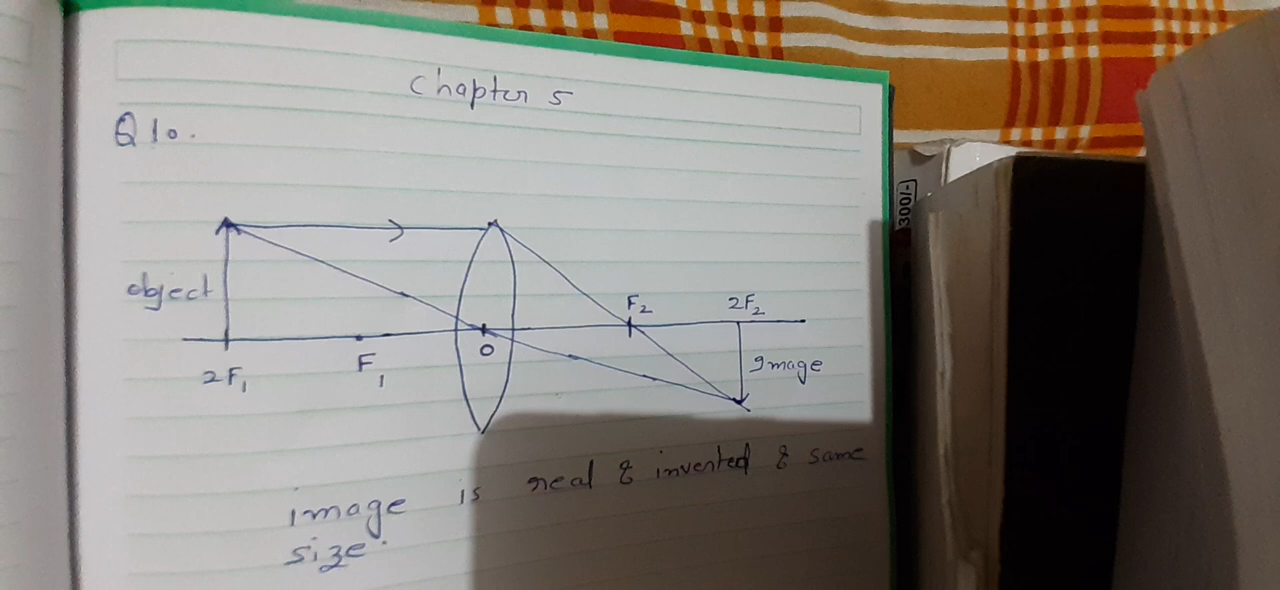 Chapter 5
Q10.
300/-
object
F₂
2F₂
Image
2F₁
F₁
O
image is real & inverted & same
size.